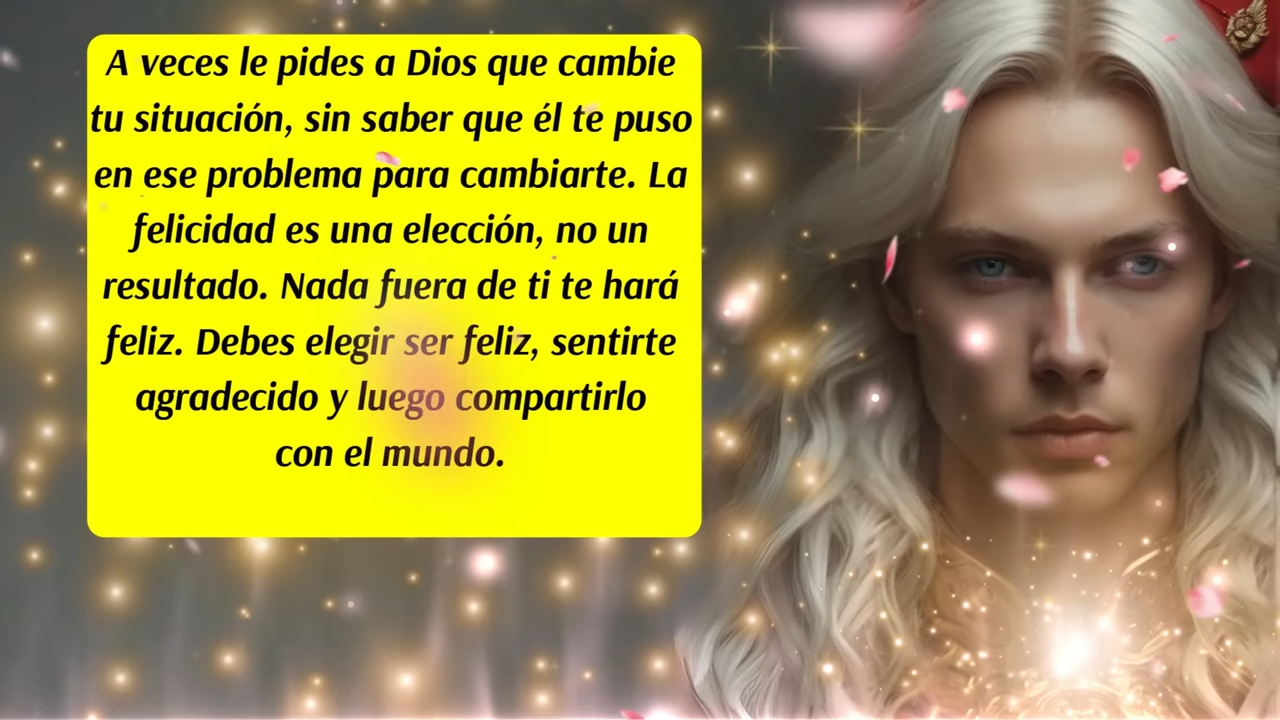 A veces le pides a Dios que cambie
tu situación, sin saber que él te puso
en ese problema para cambiarte. La
felicidad es una elección, no un
resultado. Nada fuera de ti te hará
feliz. Debes elegir ser feliz, sentirte
agradecido y luego compartirlo
con el mundo.